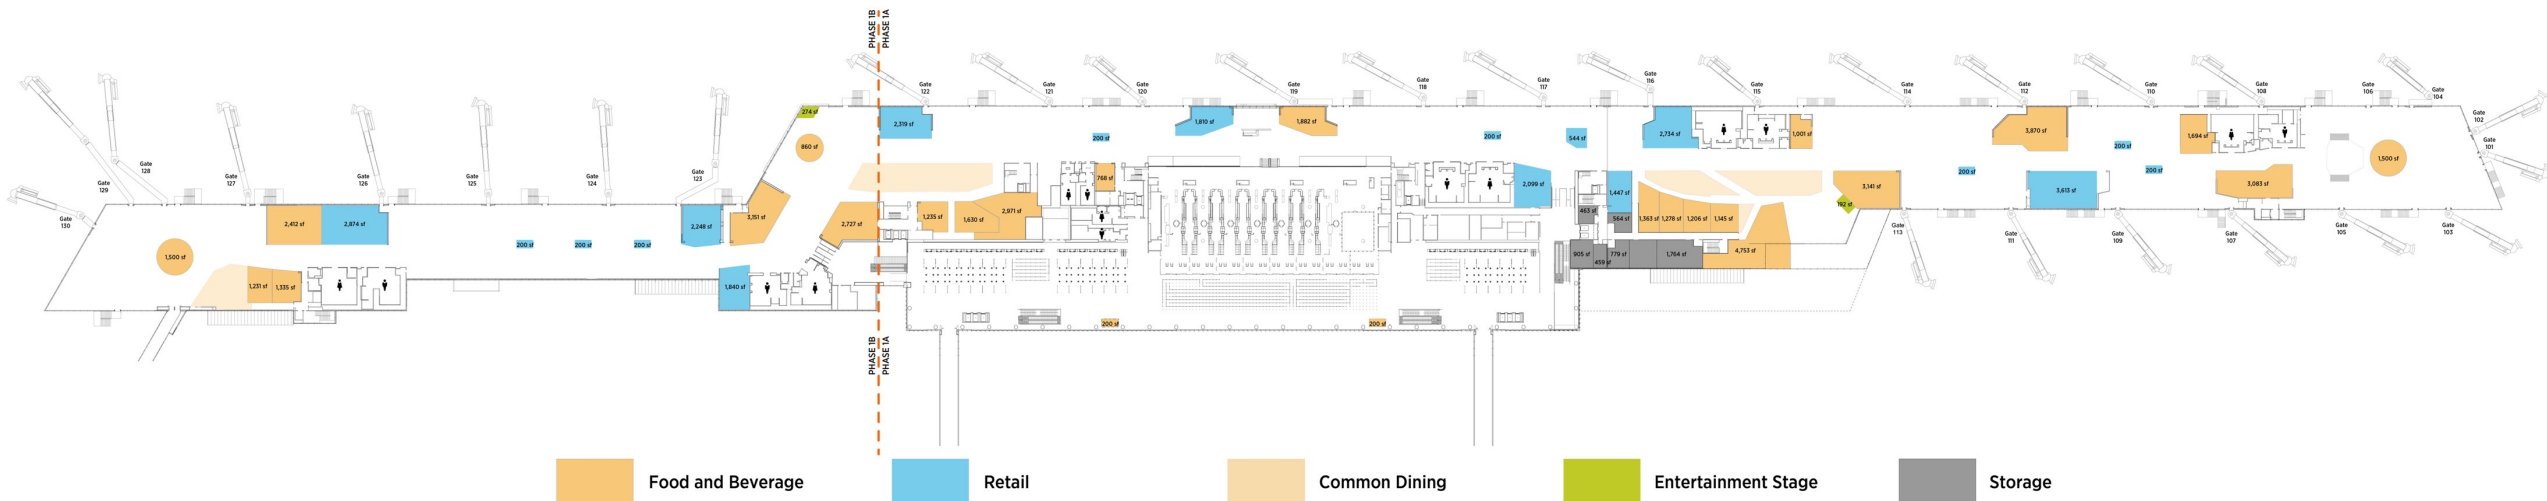 PHASE 1B
PHASE 1A
Gate
122
Gate
121
Gate
120
Gate
119
Gate
118
Gate
117
Gate
116
Gate
115
Gate
114
Gate
112
Gate
110
Gate
108
Gate
106
Gate
104
Gate
102
Gate
101
Gate
129
Gate
128
Gate
127
Gate
126
Gate
125
Gate
124
Gate
123
Gate
130
274 sf
860 sf
2,319 sf
200 sf
1,810 sf
1,882 sf
200 sf
544 sf
2,734 sf
1,001 sf
3,870 sf
200 sf
1,694 sf
1,500 sf
200 sf
200 sf
768 sf
2,099 sf
1,447 sf
3,141 sf
192 sf
3,613 sf
3,083 sf
2,412 sf
2,874 sf
2,248 sf
3,151 sf
2,727 sf
1,235 sf
1,630 sf
2,971 sf
463 sf
564 sf
1,363 sf
1,278 sf
1,206 sf
1,145 sf
200 sf
200 sf
200 sf
1,500 sf
1,231 sf
1,335 sf
1,840 sf
905 sf
459 sf
779 sf
1,764 sf
4,753 sf
Gate
113
Gate
111
Gate
109
Gate
107
Gate
105
Gate
103
200 sf
200 sf
PHASE 1B
PHASE 1A
Food and Beverage
Retail
Common Dining
Entertainment Stage
Storage